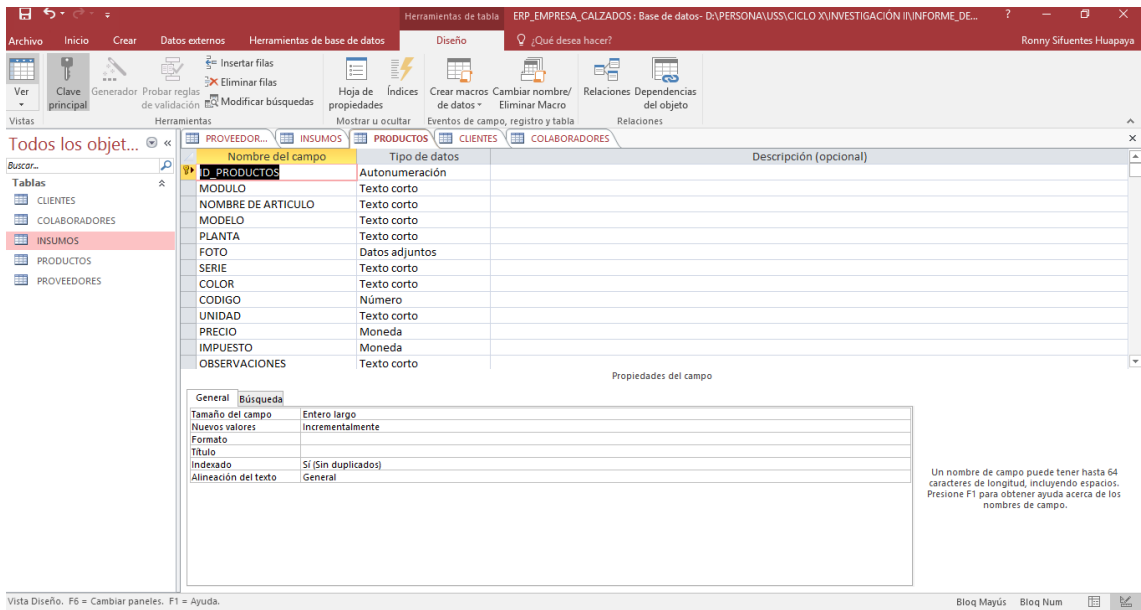 Herramientas de tabla ERP_EMPRESA_CALZADOS : Base de datos- D:\PERSONA\USS\CICLO X\INVESTIGACIÓN II\INFORME_DE... ?
Archivo Inicio Crear Datos externos Herramientas de base de datos Diseño ¿Qué desea hacer? Ronny Sifuentes Huapaya
Ver
Clave principal
Generador
Probar reglas de validación
Insertar filas
Eliminar filas
Modificar búsquedas
Hoja de propiedades
Índices
Crear macros de datos
Cambiar nombre/ Eliminar Macro
Relaciones
Dependencias del objeto
Vistas Herramientas Mostrar u ocultar Eventos de campo, registro y tabla Relaciones
Todos los objet... «
Buscar...
Tablas
CLIENTES
COLABORADORES
INSUMOS
PRODUCTOS
PROVEEDORES
PROVEEDOR... INSUMOS PRODUCTOS CLIENTES COLABORADORES
Nombre del campo Tipo de datos Descripción (opcional)
ID_PRODUCTOS Autonumeración
MODULO Texto corto
NOMBRE DE ARTICULO Texto corto
MODELO Texto corto
PLANTA Texto corto
FOTO Datos adjuntos
SERIE Texto corto
COLOR Texto corto
CODIGO Número
UNIDAD Texto corto
PRECIO Moneda
IMPUESTO Moneda
OBSERVACIONES Texto corto
Propiedades del campo
General Búsqueda
Tamaño del campo Entero largo
Nuevos valores Incrementalmente
Formato
Título
Indexado Sí (Sin duplicados)
Alineación del texto General
Un nombre de campo puede tener hasta 64
caracteres de longitud, incluyendo espacios.
Presione F1 para obtener ayuda acerca de los
nombres de campo.
Vista Diseño. F6 = Cambiar paneles. F1 = Ayuda. Bloq Mayús Bloq Num